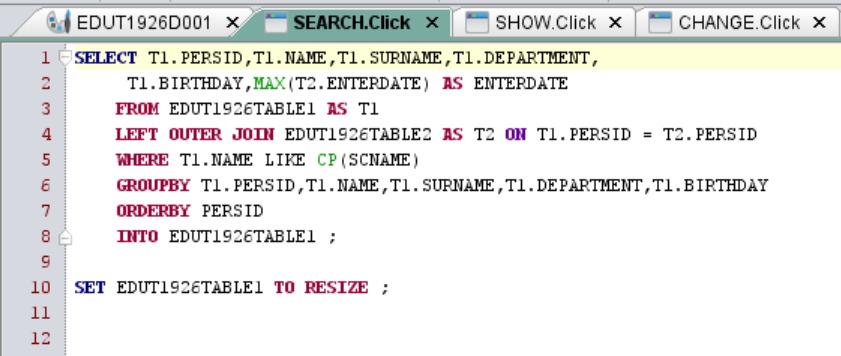 EDUT1926D001 × SEARCH.Click × SHOW.Click × CHANGE.Click ×
1 SELECT T1.PERSID,T1.NAME,T1.SURNAME,T1.DEPARTMENT,
2 T1.BIRTHDAY,MAX(T2.ENTERDATE) AS ENTERDATE
3 FROM EDUT1926TABLE1 AS T1
4 LEFT OUTER JOIN EDUT1926TABLE2 AS T2 ON T1.PERSID = T2.PERSID
5 WHERE T1.NAME LIKE CP(SCNAME)
6 GROUPBY T1.PERSID,T1.NAME,T1.SURNAME,T1.DEPARTMENT,T1.BIRTHDAY
7 ORDERBY PERSID
8 INTO EDUT1926TABLE1 ;
9
10 SET EDUT1926TABLE1 TO RESIZE ;
11
12